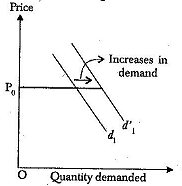 Price
Increases in
demand
P₀
d'₁
d₁
O
Quantity demanded